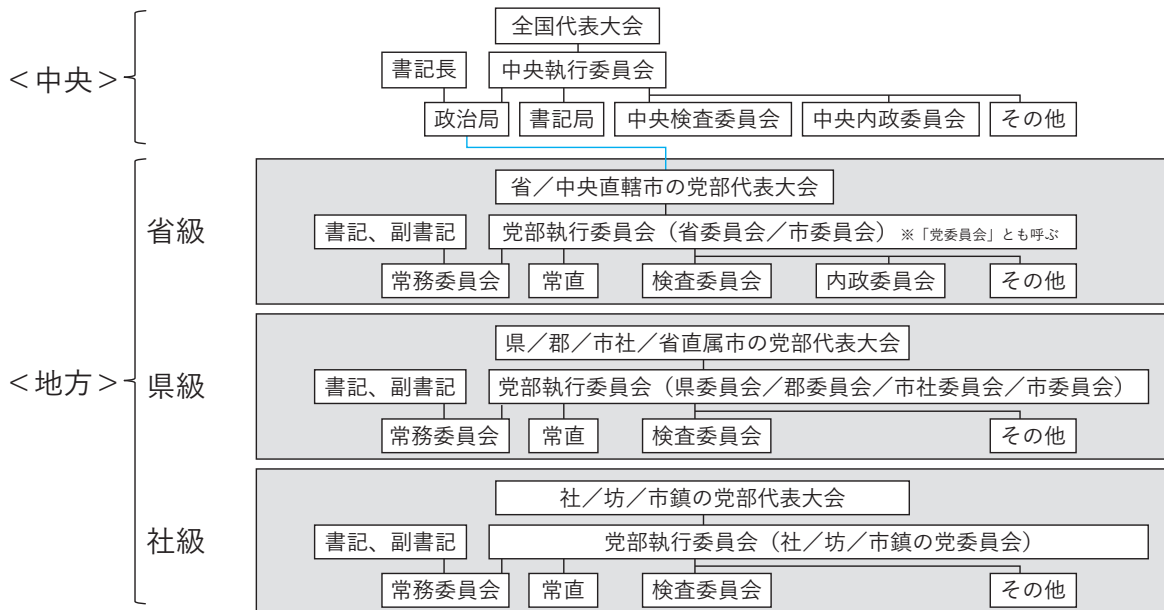 全国代表大会
<中央>
書記長
中央執行委員会
政治局
書記局
中央検査委員会
中央内政委員会
その他
<地方>
省級
省／中央直轄市の党部代表大会
書記、副書記
党部執行委員会（省委員会／市委員会）※「党委員会」とも呼ぶ
常務委員会
常直
検査委員会
内政委員会
その他
県級
県／郡／市社／省直属市の党部代表大会
書記、副書記
党部執行委員会（県委員会／郡委員会／市社委員会／市委員会）
常務委員会
常直
検査委員会
その他
社級
社／坊／市鎮の党部代表大会
書記、副書記
党部執行委員会（社／坊／市鎮の党委員会）
常務委員会
常直
検査委員会
その他